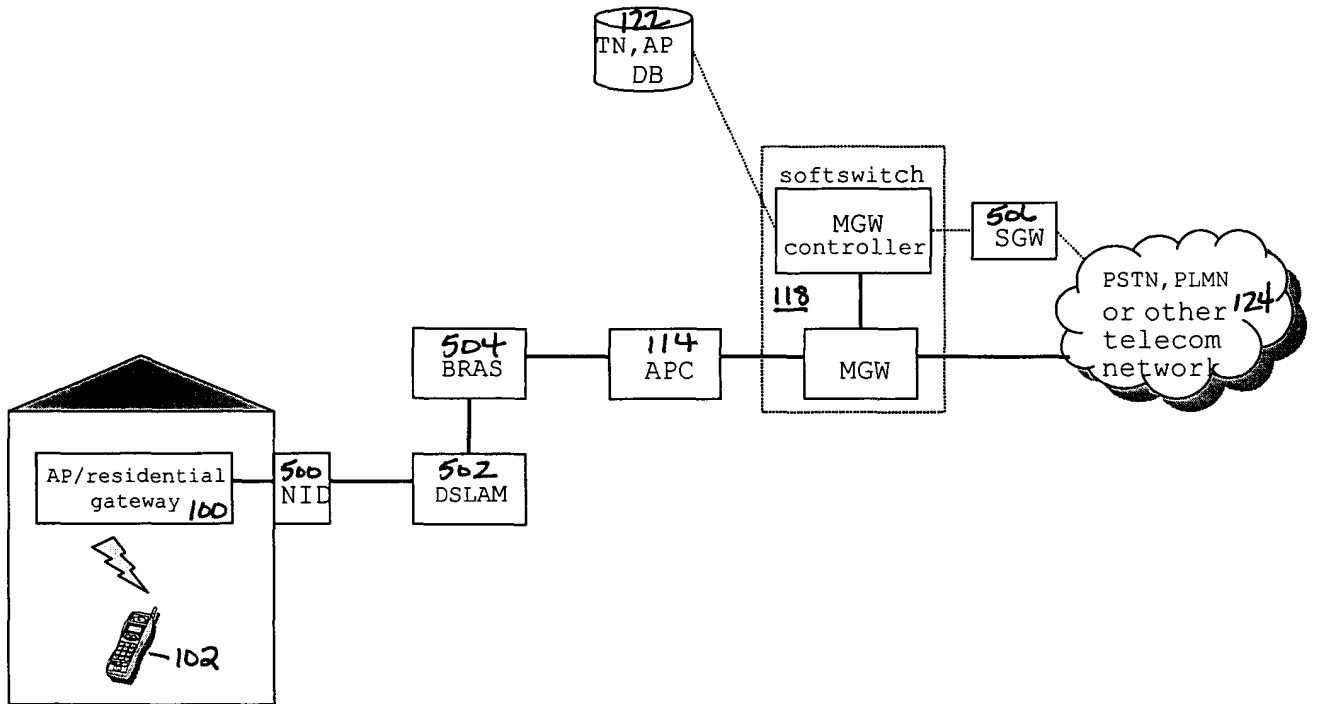 122
TN, AP
DB
softswitch
MGW
controller
506
SGW
118
PSTN, PLMN
or other 124
telecom
network
504
BRAS
114
APC
MGW
AP/residential
gateway 100
500
NID
502
DSLAM
102